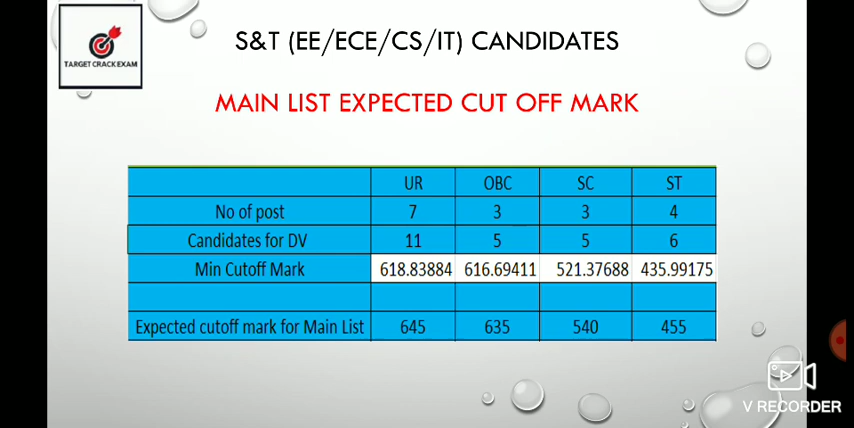 TARGET CRACK EXAM
S&T (EE/ECE/CS/IT) CANDIDATES
MAIN LIST EXPECTED CUT OFF MARK
UR OBC SC ST
No of post 7 3 3 4
Candidates for DV 11 5 5 6
Min Cutoff Mark 618.83884 616.69411 521.37688 435.99175
Expected cutoff mark for Main List 645 635 540 455
V RECORDER